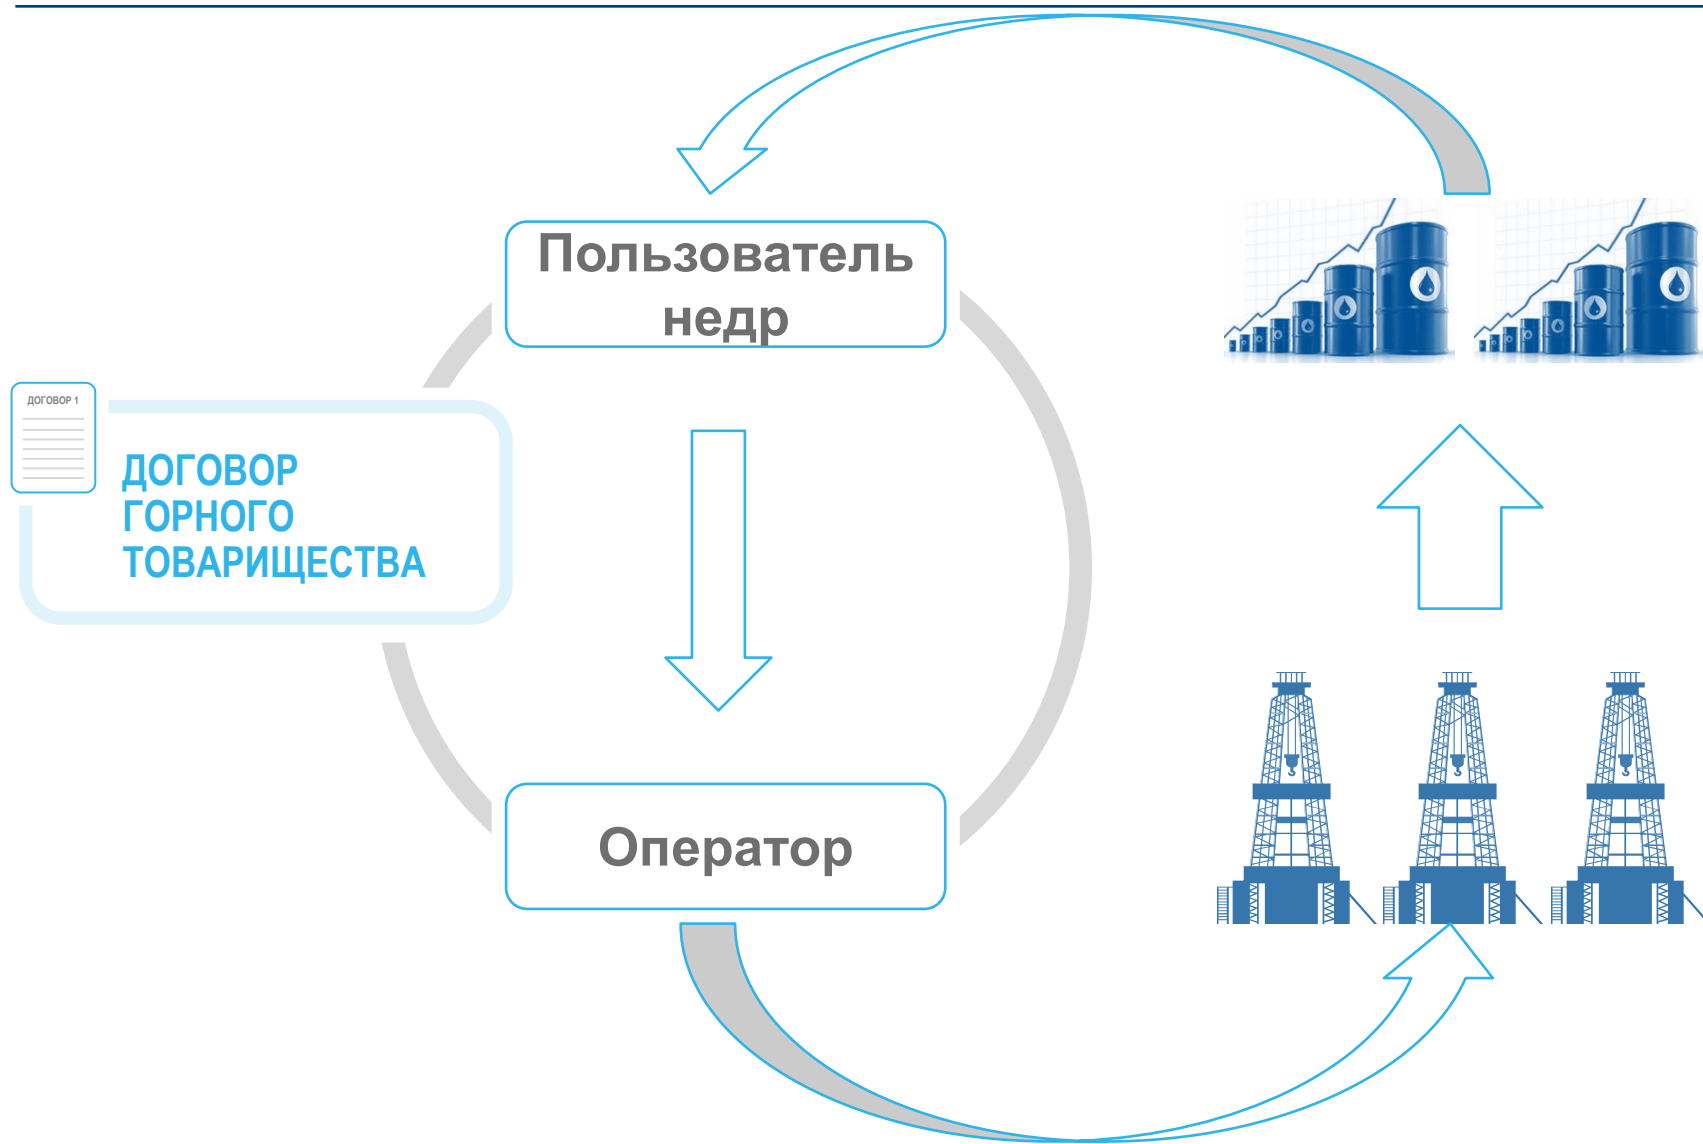 Пользователь
недр
ДОГОВОР 1
ДОГОВОР
ГОРНОГО
ТОВАРИЩЕСТВА
Оператор